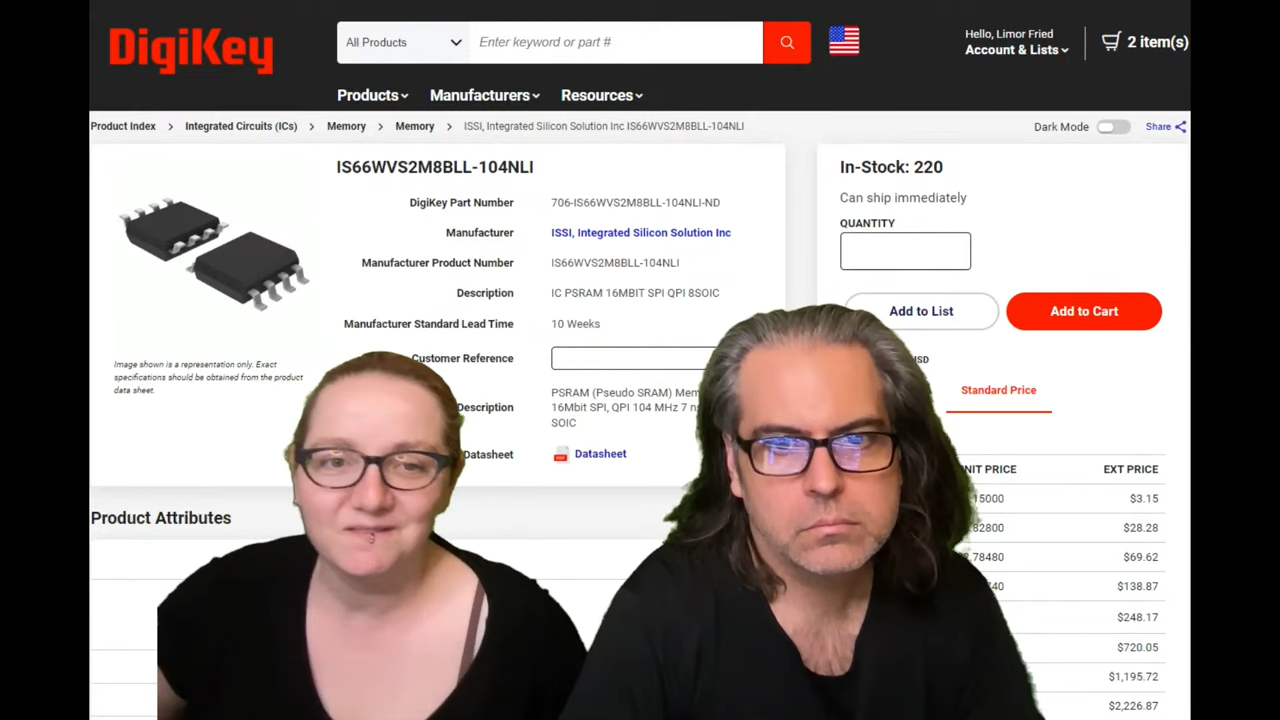 DigiKey
All Products
Enter keyword or part #
Hello, Limor Fried
Account & Lists
2 item(s)
Products
Manufacturers
Resources
Product Index > Integrated Circuits (ICs) > Memory > Memory > ISSI, Integrated Silicon Solution Inc IS66WVS2M8BLL-104NLI
Dark Mode
Share
IS66WVS2M8BLL-104NLI
DigiKey Part Number 706-IS66WVS2M8BLL-104NLI-ND
Manufacturer ISSI, Integrated Silicon Solution Inc
Manufacturer Product Number IS66WVS2M8BLL-104NLI
Description IC PSRAM 16MBIT SPI QPI 8SOIC
Manufacturer Standard Lead Time 10 Weeks
Customer Reference
Description PSRAM (Pseudo SRAM)
16Mbit SPI, QPI 104 MHz 7
SOIC
Datasheet Datasheet
Image shown is a representation only. Exact
specifications should be obtained from the product
data sheet.
Product Attributes
In-Stock: 220
Can ship immediately
QUANTITY
Add to List
Add to Cart
Standard Price
PRICE EXT PRICE
$3.15
$28.28
$69.62
$138.87
$248.17
$720.05
$1,195.72
$2,226.87